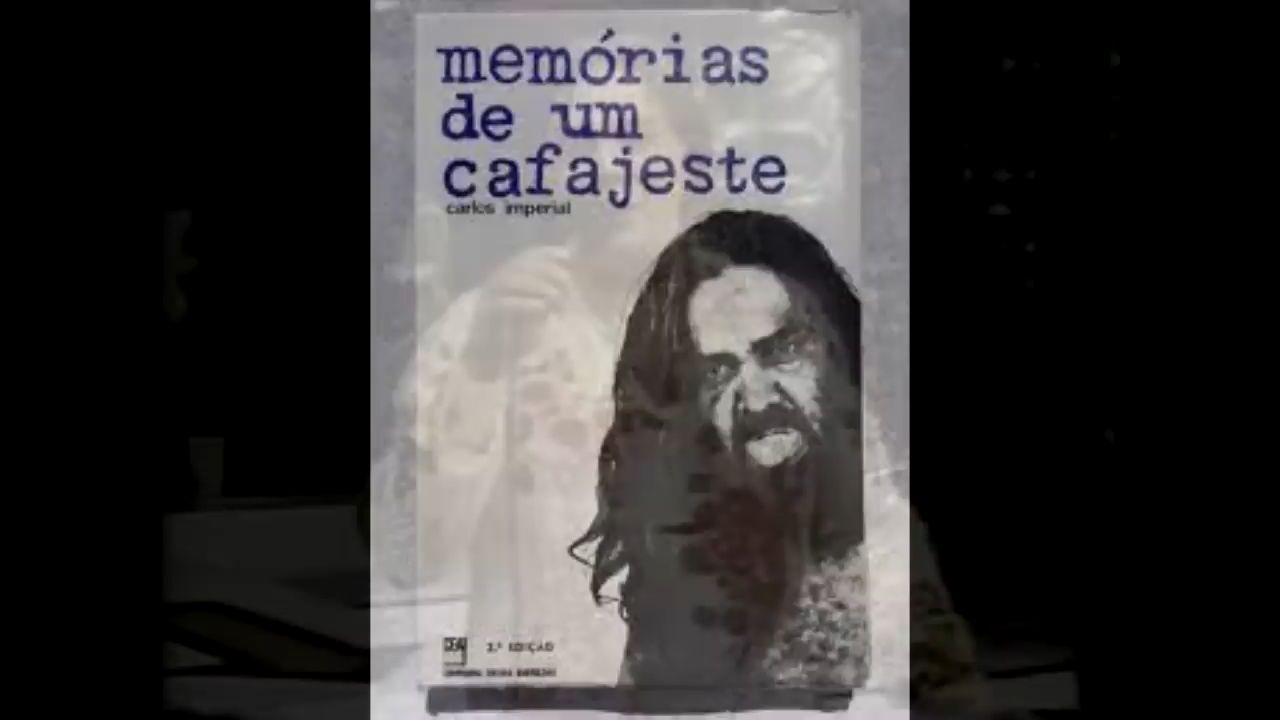 memórias
de um
cafajeste
carlos imperial
2.ª EDIÇÃO